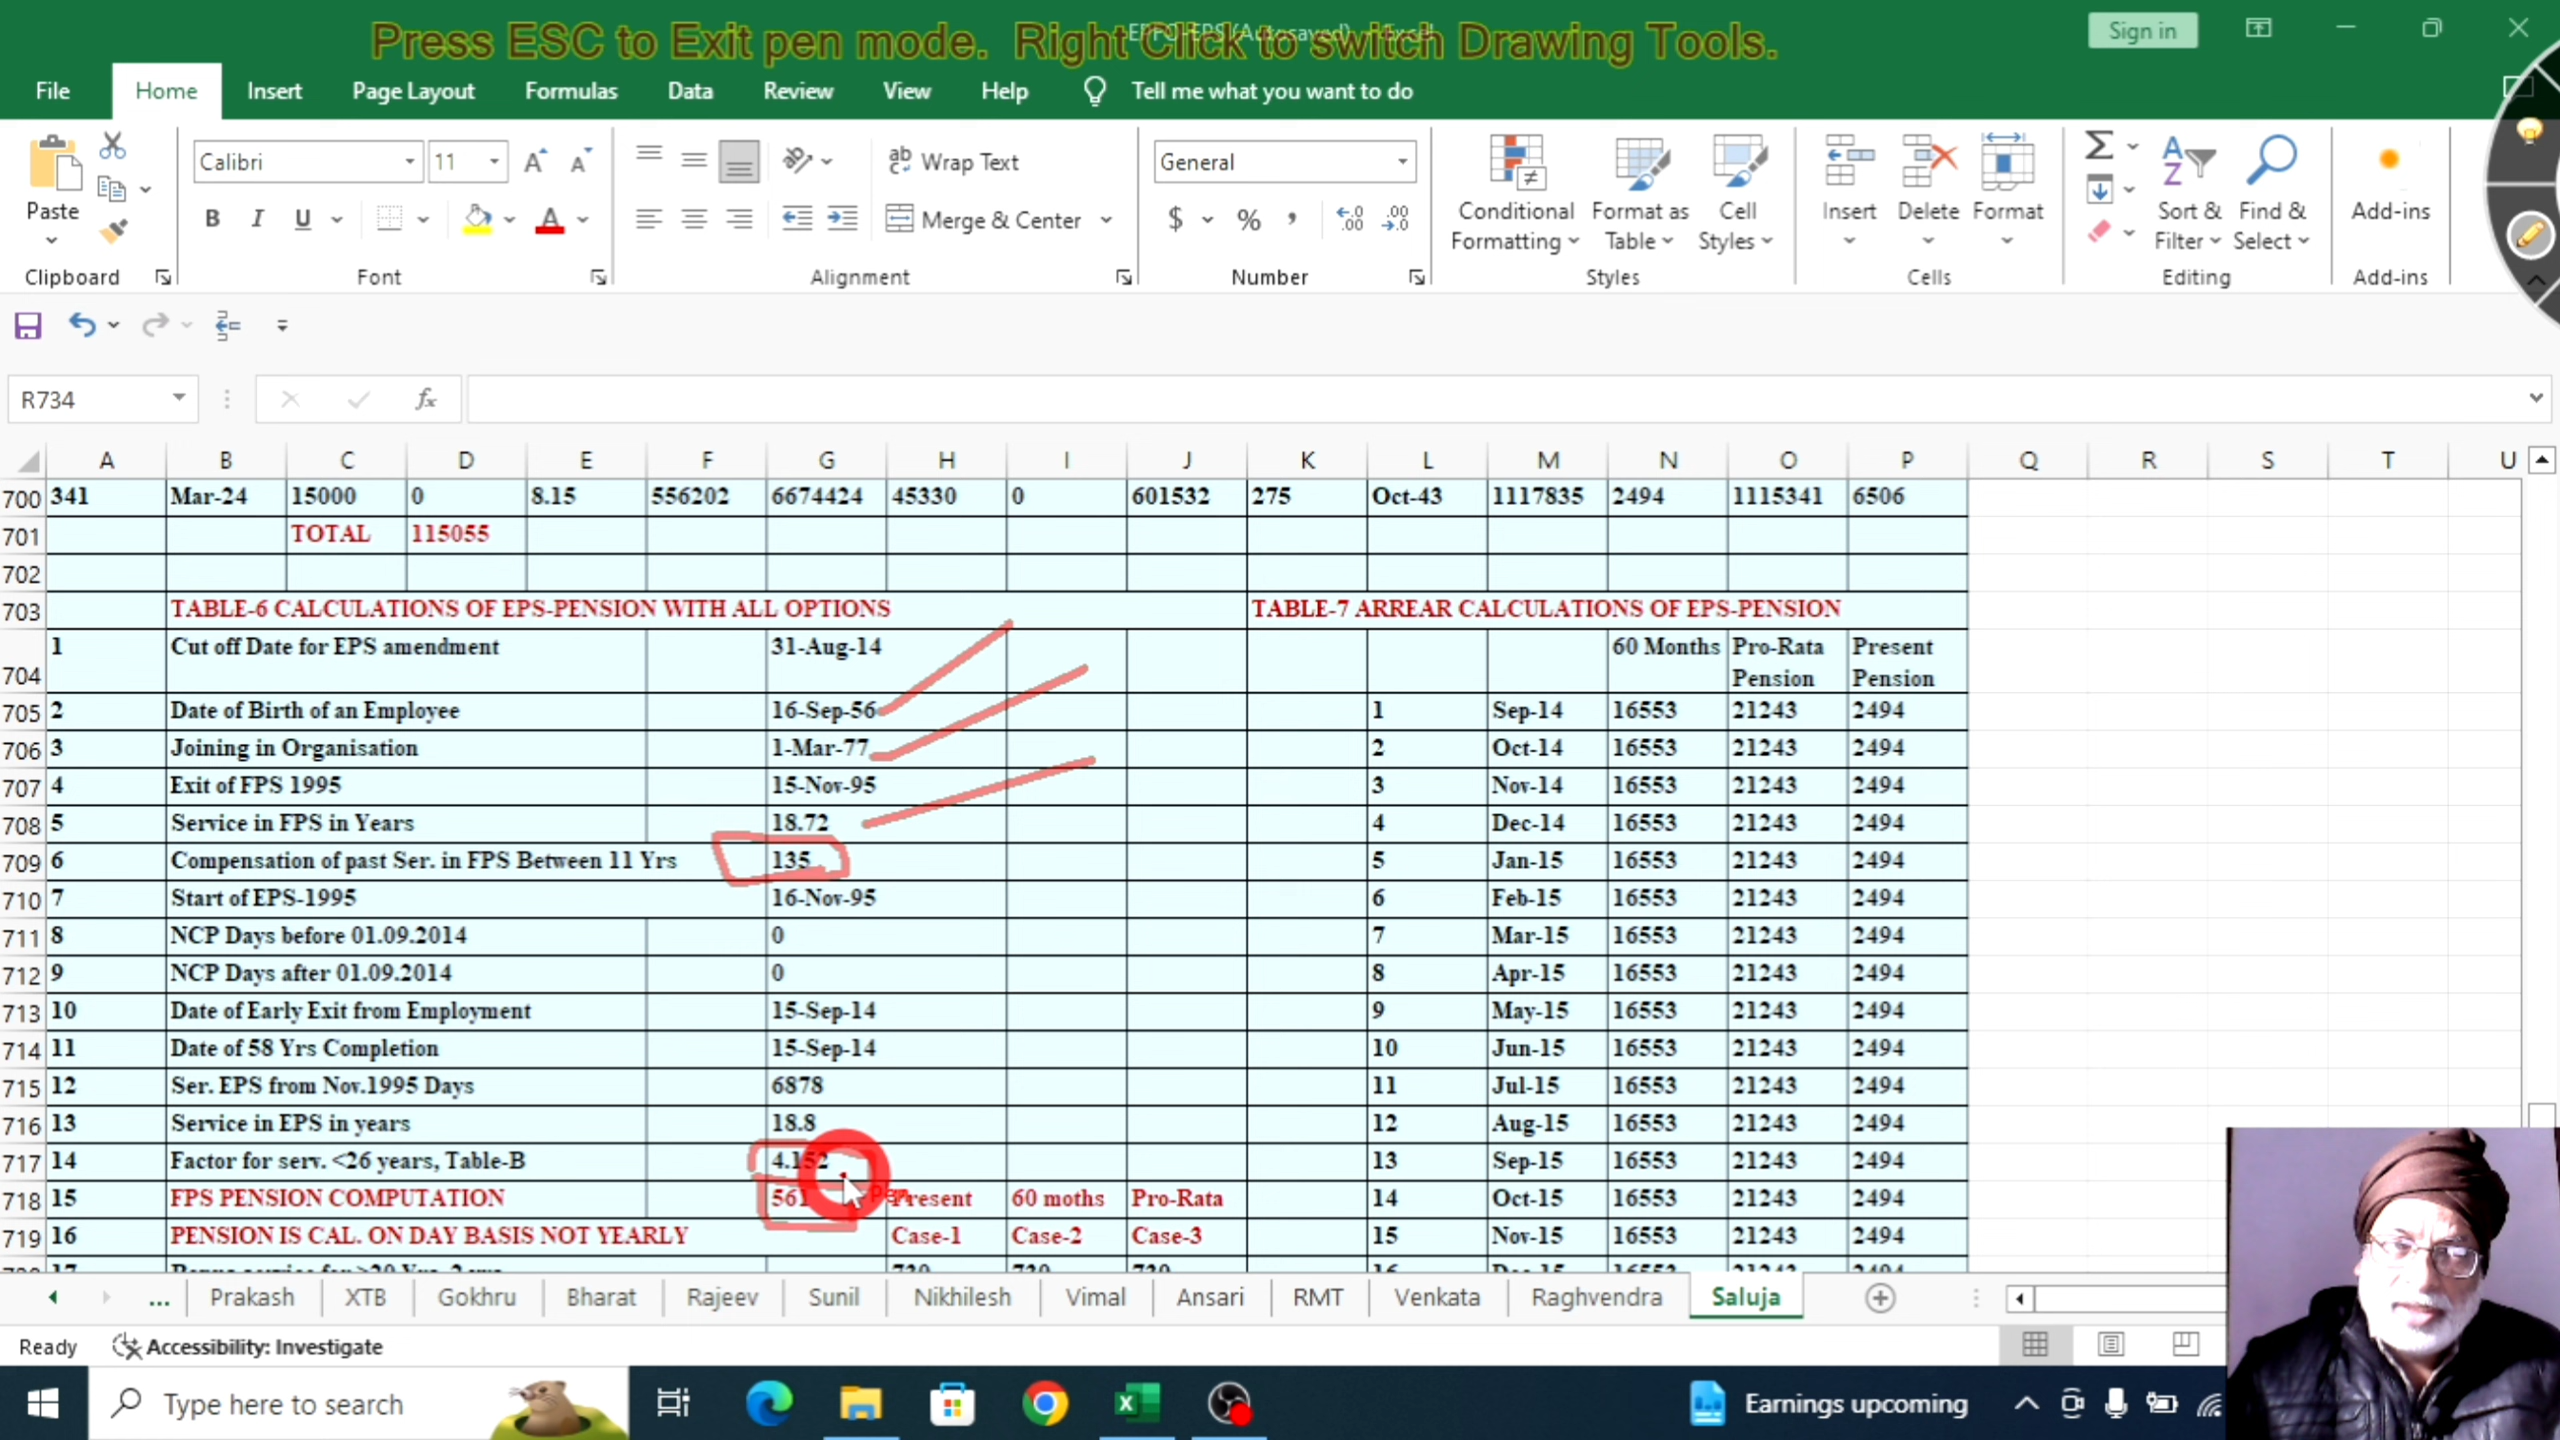 Press ESC to Exit pen mode. Right Click to switch Drawing Tools.
Sign in
File Home Insert Page Layout Formulas Data Review View Help Tell me what you want to do
Paste
Calibri 11
B I U
Wrap Text
Merge & Center
General
$ % ,
Conditional Formatting
Format as Table
Cell Styles
Insert Delete Format
Sort & Filter
Find & Select
Add-ins
Clipboard Font Alignment Number Styles Cells Editing Add-ins
R734 fx
A B C D E F G H I J K L M N O P Q R S T U
700 341 Mar-24 15000 0 8.15 556202 6674424 45330 0 601532 275 Oct-43 1117835 2494 1115341 6506
701 TOTAL 115055
702
703 TABLE-6 CALCULATIONS OF EPS-PENSION WITH ALL OPTIONS TABLE-7 ARREAR CALCULATIONS OF EPS-PENSION
704 1 Cut off Date for EPS amendment 31-Aug-14 60 Months Pro-Rata Pension Present Pension
705 2 Date of Birth of an Employee 16-Sep-56 1 Sep-14 16553 21243 2494
706 3 Joining in Organisation 1-Mar-77 2 Oct-14 16553 21243 2494
707 4 Exit of FPS 1995 15-Nov-95 3 Nov-14 16553 21243 2494
708 5 Service in FPS in Years 18.72 4 Dec-14 16553 21243 2494
709 6 Compensation of past Ser. in FPS Between 11 Yrs 135 5 Jan-15 16553 21243 2494
710 7 Start of EPS-1995 16-Nov-95 6 Feb-15 16553 21243 2494
711 8 NCP Days before 01.09.2014 0 7 Mar-15 16553 21243 2494
712 9 NCP Days after 01.09.2014 0 8 Apr-15 16553 21243 2494
713 10 Date of Early Exit from Employment 15-Sep-14 9 May-15 16553 21243 2494
714 11 Date of 58 Yrs Completion 15-Sep-14 10 Jun-15 16553 21243 2494
715 12 Ser. EPS from Nov.1995 Days 6878 11 Jul-15 16553 21243 2494
716 13 Service in EPS in years 18.8 12 Aug-15 16553 21243 2494
717 14 Factor for serv. <26 years, Table-B 4.152 13 Sep-15 16553 21243 2494
718 15 FPS PENSION COMPUTATION 561 Present 60 moths Pro-Rata 14 Oct-15 16553 21243 2494
719 16 PENSION IS CAL. ON DAY BASIS NOT YEARLY Case-1 Case-2 Case-3 15 Nov-15 16553 21243 2494
... Prakash XTB Gokhru Bharat Rajeev Sunil Nikhilesh Vimal Ansari RMT Venkata Raghvendra Saluja
Ready Accessibility: Investigate
Type here to search
Earnings upcoming